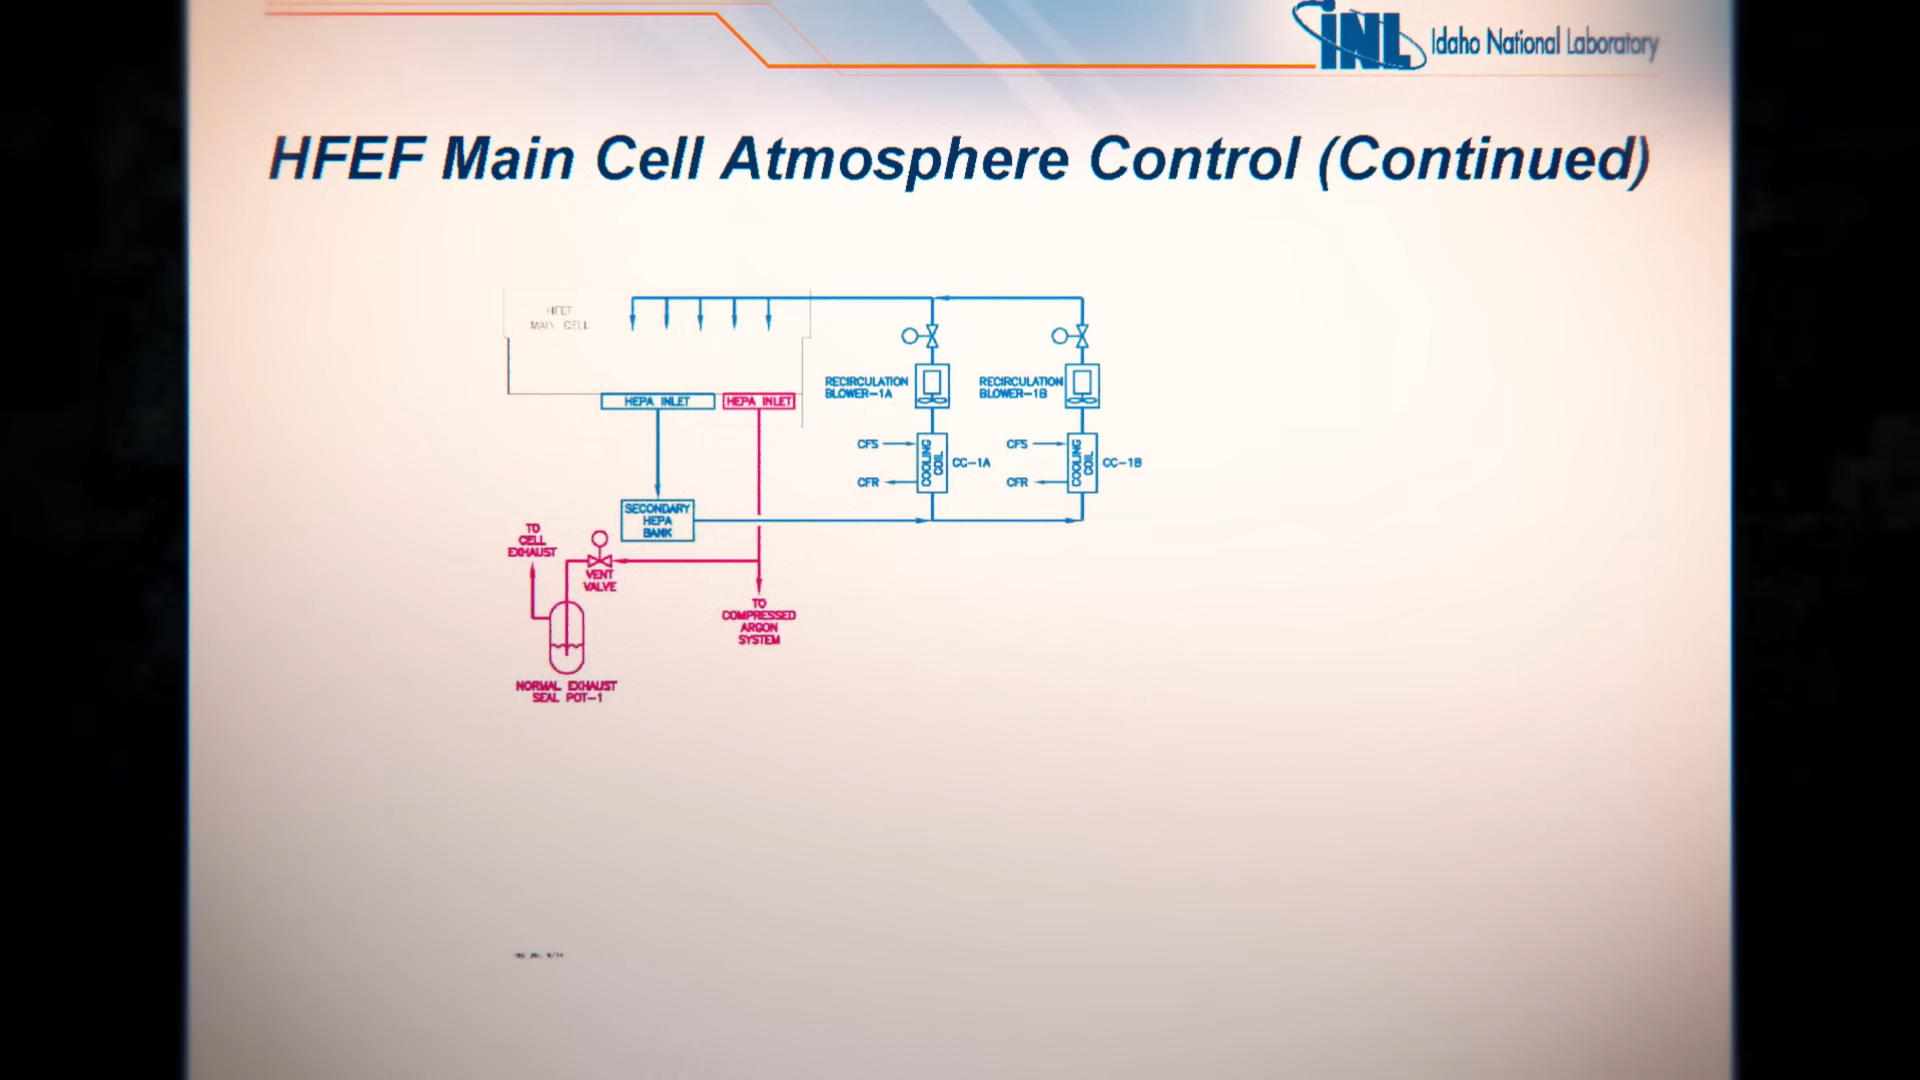 INL Idaho National Laboratory
HFEF Main Cell Atmosphere Control (Continued)
HFEF
MAIN CELL
RECIRCULATION
BLOWER-1A
RECIRCULATION
BLOWER-1B
HEPA INLET
HEPA INLET
CFS
COOLING
COIL
CC-1A
CFR
CFS
COOLING
COIL
CC-1B
CFR
SECONDARY
HEPA
BANK
TO
CELL
EXHAUST
VENT
VALVE
TO
COMPRESSED
ARGON
SYSTEM
NORMAL EXHAUST
SEAL POT-1